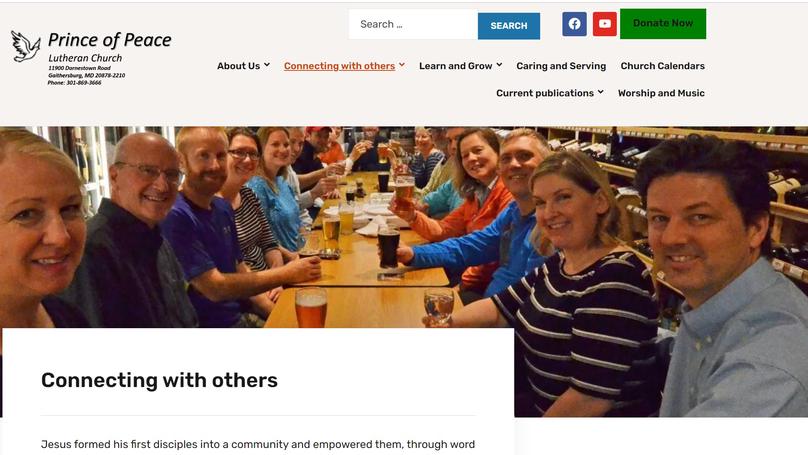 Search …
SEARCH
Donate Now
Prince of Peace
Lutheran Church
11900 Darnestown Road
Gaithersburg, MD 20878-2210
Phone: 301-869-3666
About Us
Connecting with others
Learn and Grow
Caring and Serving
Church Calendars
Current publications
Worship and Music
Connecting with others
Jesus formed his first disciples into a community and empowered them, through word